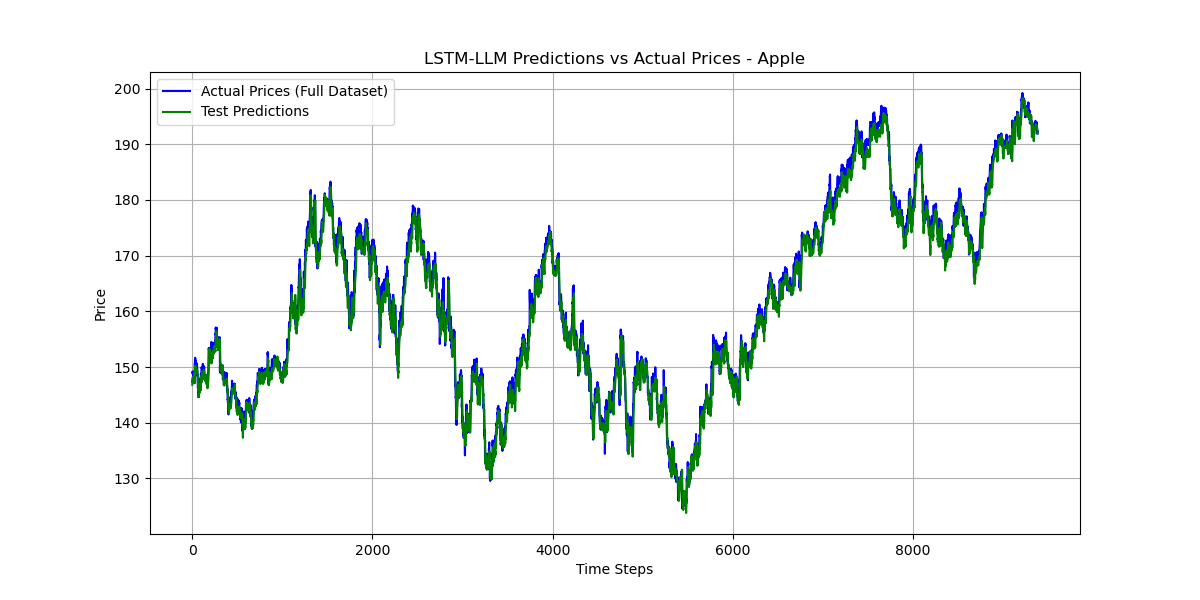 LSTM-LLM Predictions vs Actual Prices - Apple
Actual Prices (Full Dataset)
Test Predictions
Price
200
190
180
170
160
150
140
130
0 2000 4000 6000 8000
Time Steps